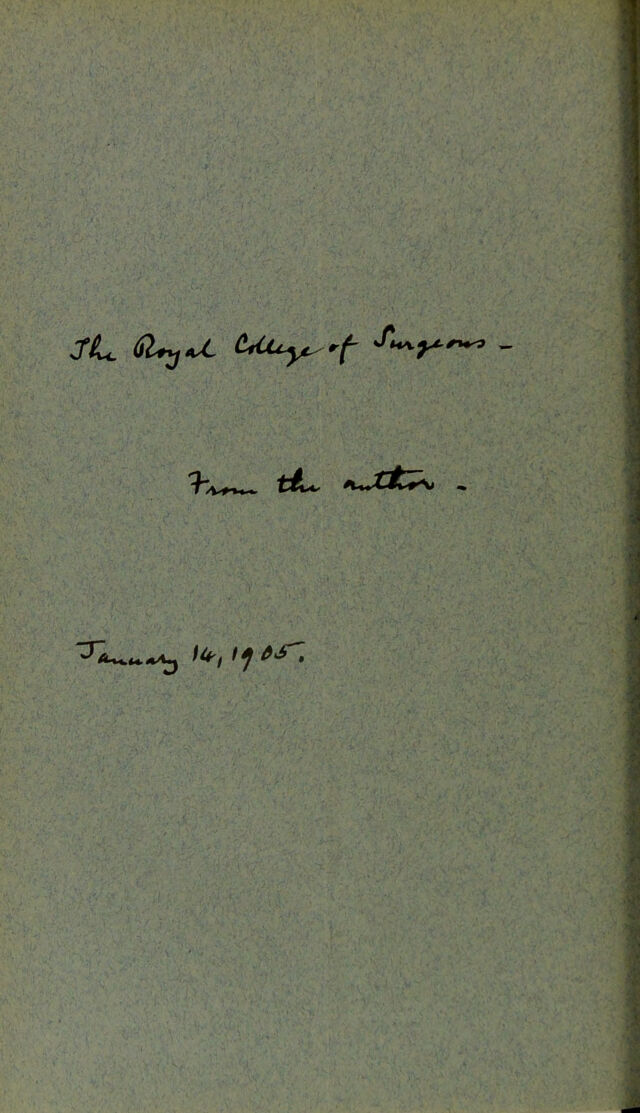 The Royal College of Surgeons -
From the author -
January 14, 1905.